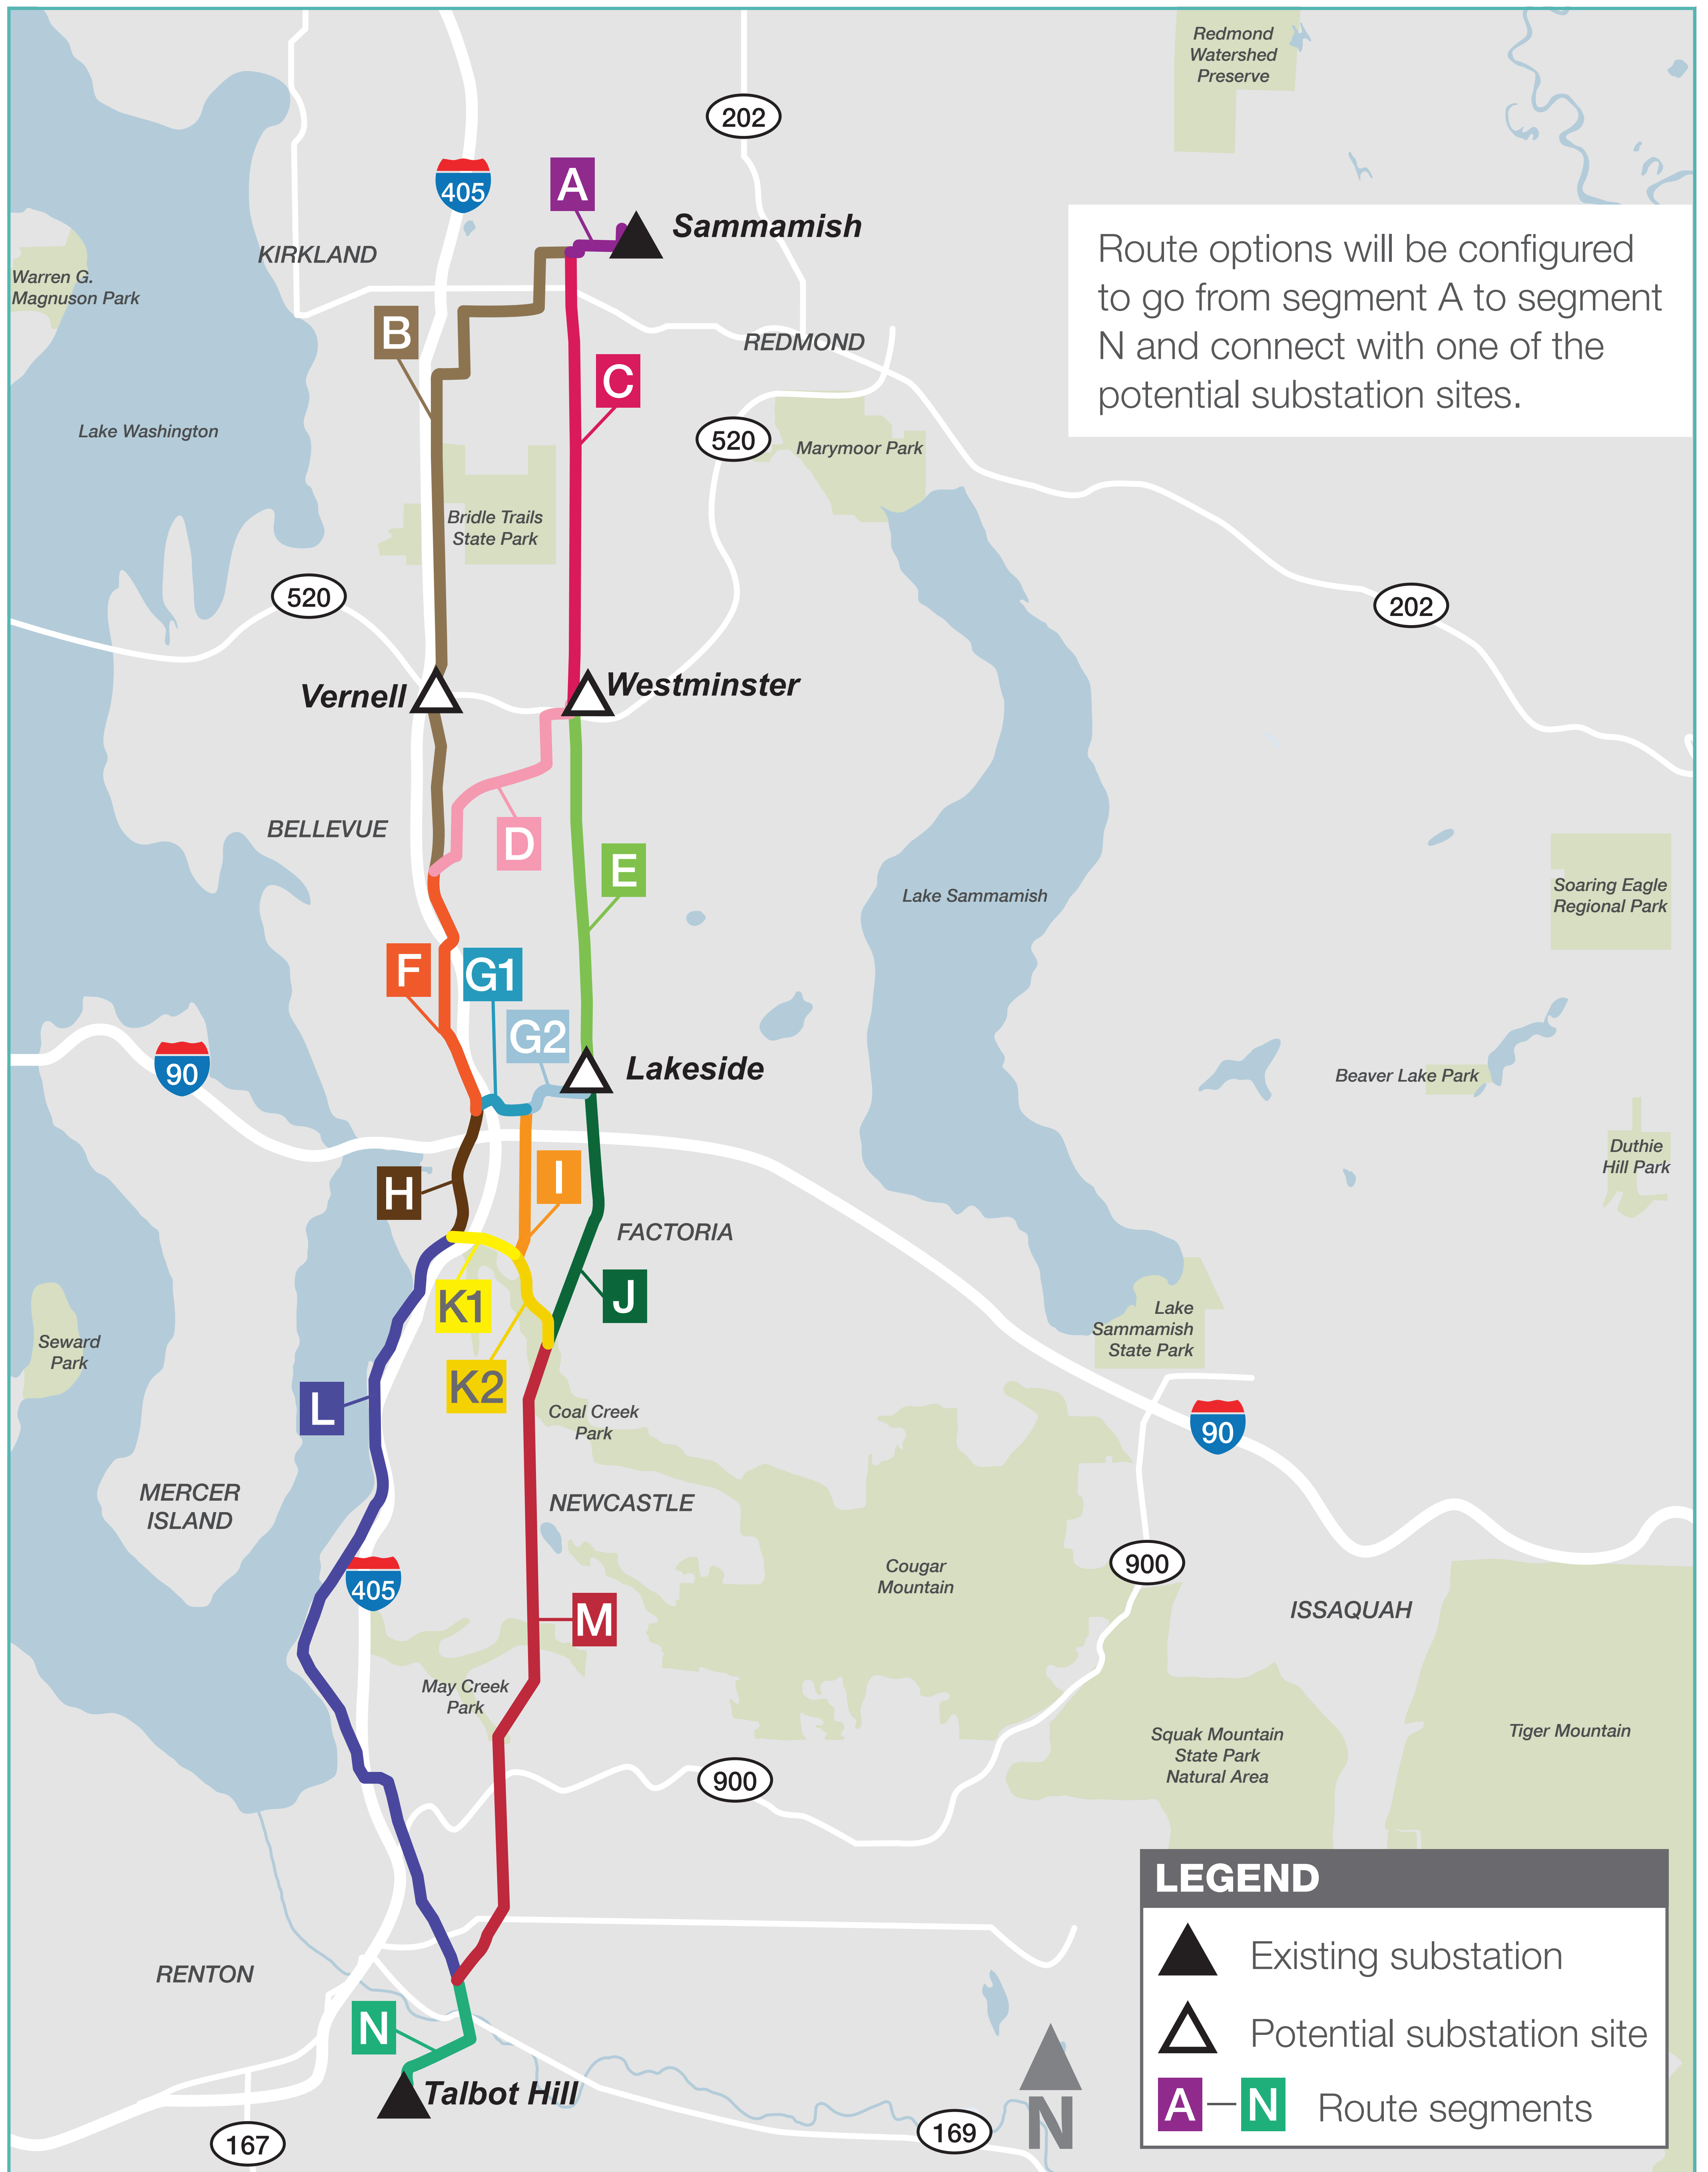 Redmond
Watershed
Preserve
202
405
A
Sammamish
KIRKLAND
Warren G.
Magnuson Park
Route options will be configured
to go from segment A to segment
N and connect with one of the
potential substation sites.
B
REDMOND
C
Lake Washington
520
Marymoor Park
Bridle Trails
State Park
520
202
Vernell
Westminster
BELLEVUE
D
E
Lake Sammamish
Soaring Eagle
Regional Park
F
G1
G2
90
Lakeside
Beaver Lake Park
Duthie
Hill Park
H
I
FACTORIA
K1
J
Lake
Sammamish
State Park
Seward
Park
K2
L
Coal Creek
Park
90
MERCER
ISLAND
NEWCASTLE
405
Cougar
Mountain
900
ISSAQUAH
M
May Creek
Park
Squak Mountain
State Park
Natural Area
Tiger Mountain
900
RENTON
N
Talbot Hill
167
169
N
LEGEND
Existing substation
Potential substation site
A – N Route segments